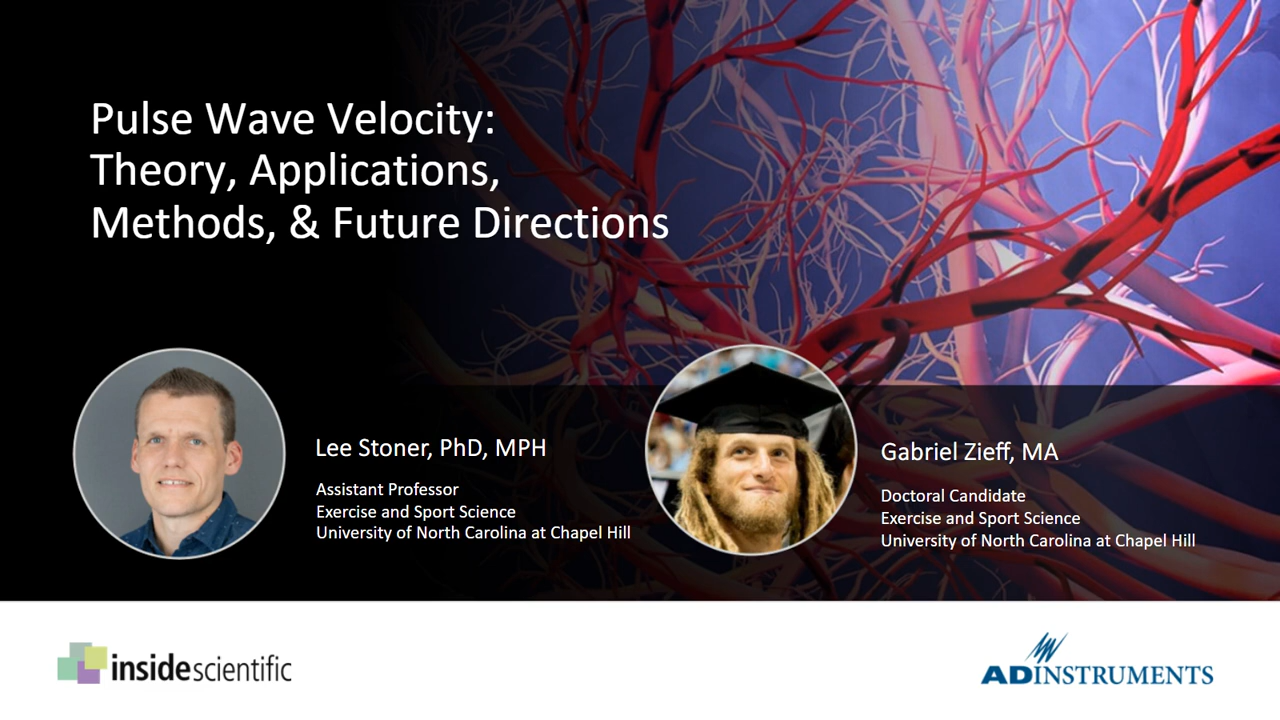 Pulse Wave Velocity:
Theory, Applications,
Methods, & Future Directions
Lee Stoner, PhD, MPH
Assistant Professor
Exercise and Sport Science
University of North Carolina at Chapel Hill
Gabriel Zieff, MA
Doctoral Candidate
Exercise and Sport Science
University of North Carolina at Chapel Hill
insidescientific
ADINSTRUMENTS